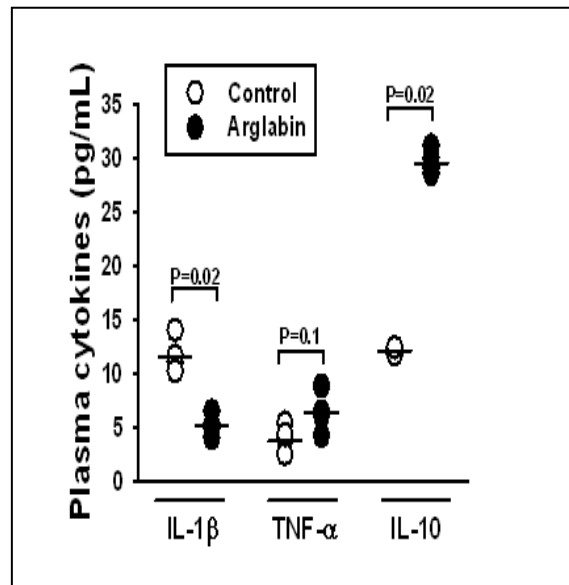 Plasma cytokines (pg/mL)
Control
Arglabin
35
30
25
20
15
10
5
0
P=0.02
P=0.1
P=0.02
IL-1β
TNF-α
IL-10